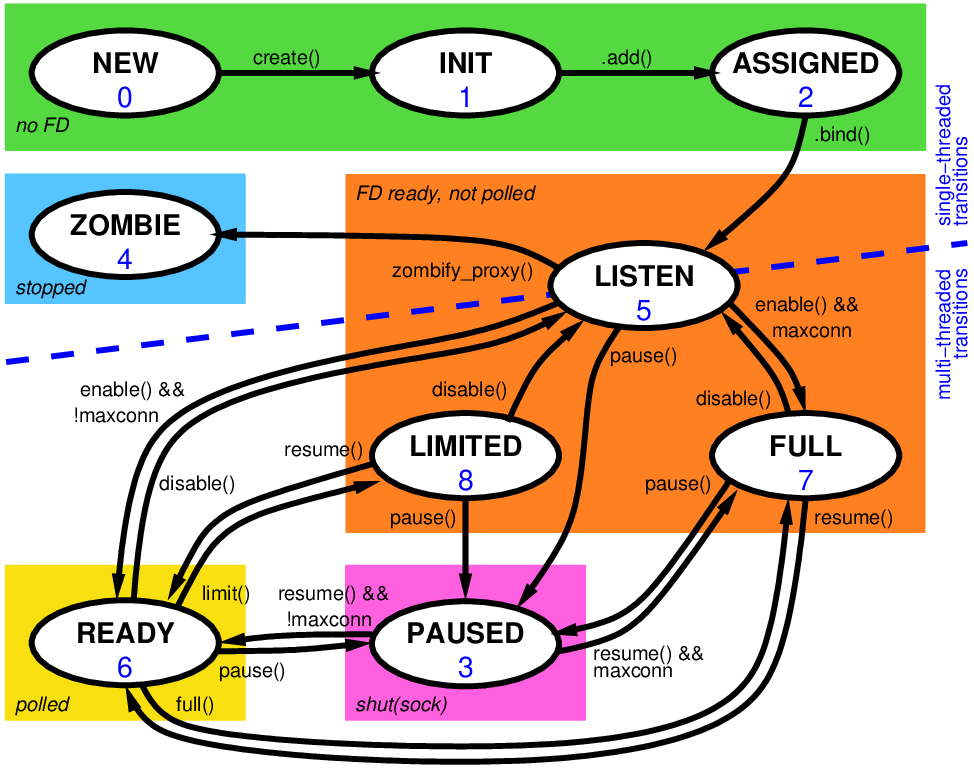 NEW
0
create()
INIT
1
.add()
ASSIGNED
2
no FD
.bind()
single-threaded
transitions
ZOMBIE
4
stopped
FD ready, not polled
zombify_proxy()
LISTEN
5
multi-threaded
transitions
enable() &&
maxconn
pause()
enable() &&
!maxconn
disable()
disable()
resume()
LIMITED
8
FULL
7
disable()
pause()
pause()
resume()
limit()
resume() &&
!maxconn
READY
6
PAUSED
3
pause()
resume() &&
maxconn
polled
full()
shut(sock)